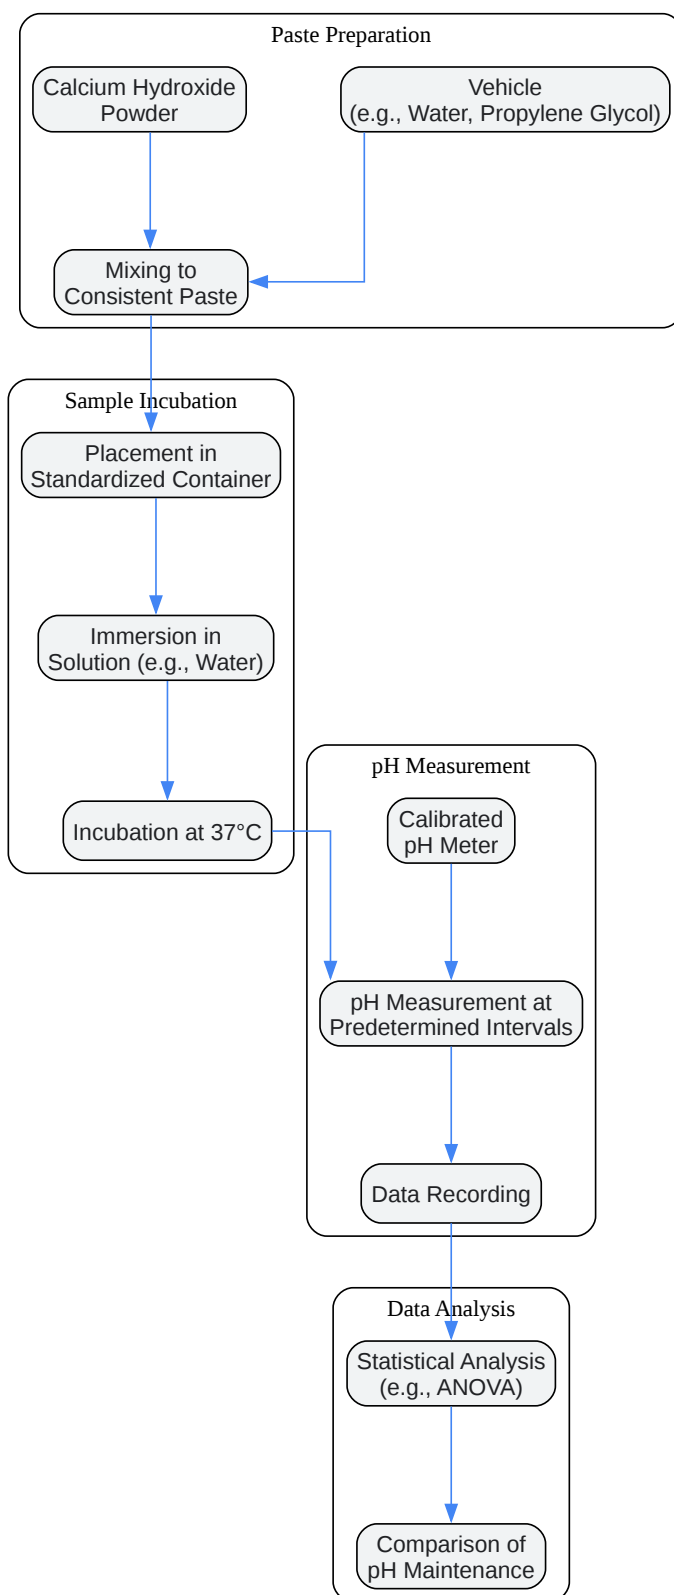 Paste Preparation
Calcium Hydroxide
Powder
Vehicle
(e.g., Water, Propylene Glycol)
Mixing to
Consistent Paste
Sample Incubation
Placement in
Standardized Container
Immersion in
Solution (e.g., Water)
Incubation at 37°C
pH Measurement
Calibrated
pH Meter
pH Measurement at
Predetermined Intervals
Data Recording
Data Analysis
Statistical Analysis
(e.g., ANOVA)
Comparison of
pH Maintenance